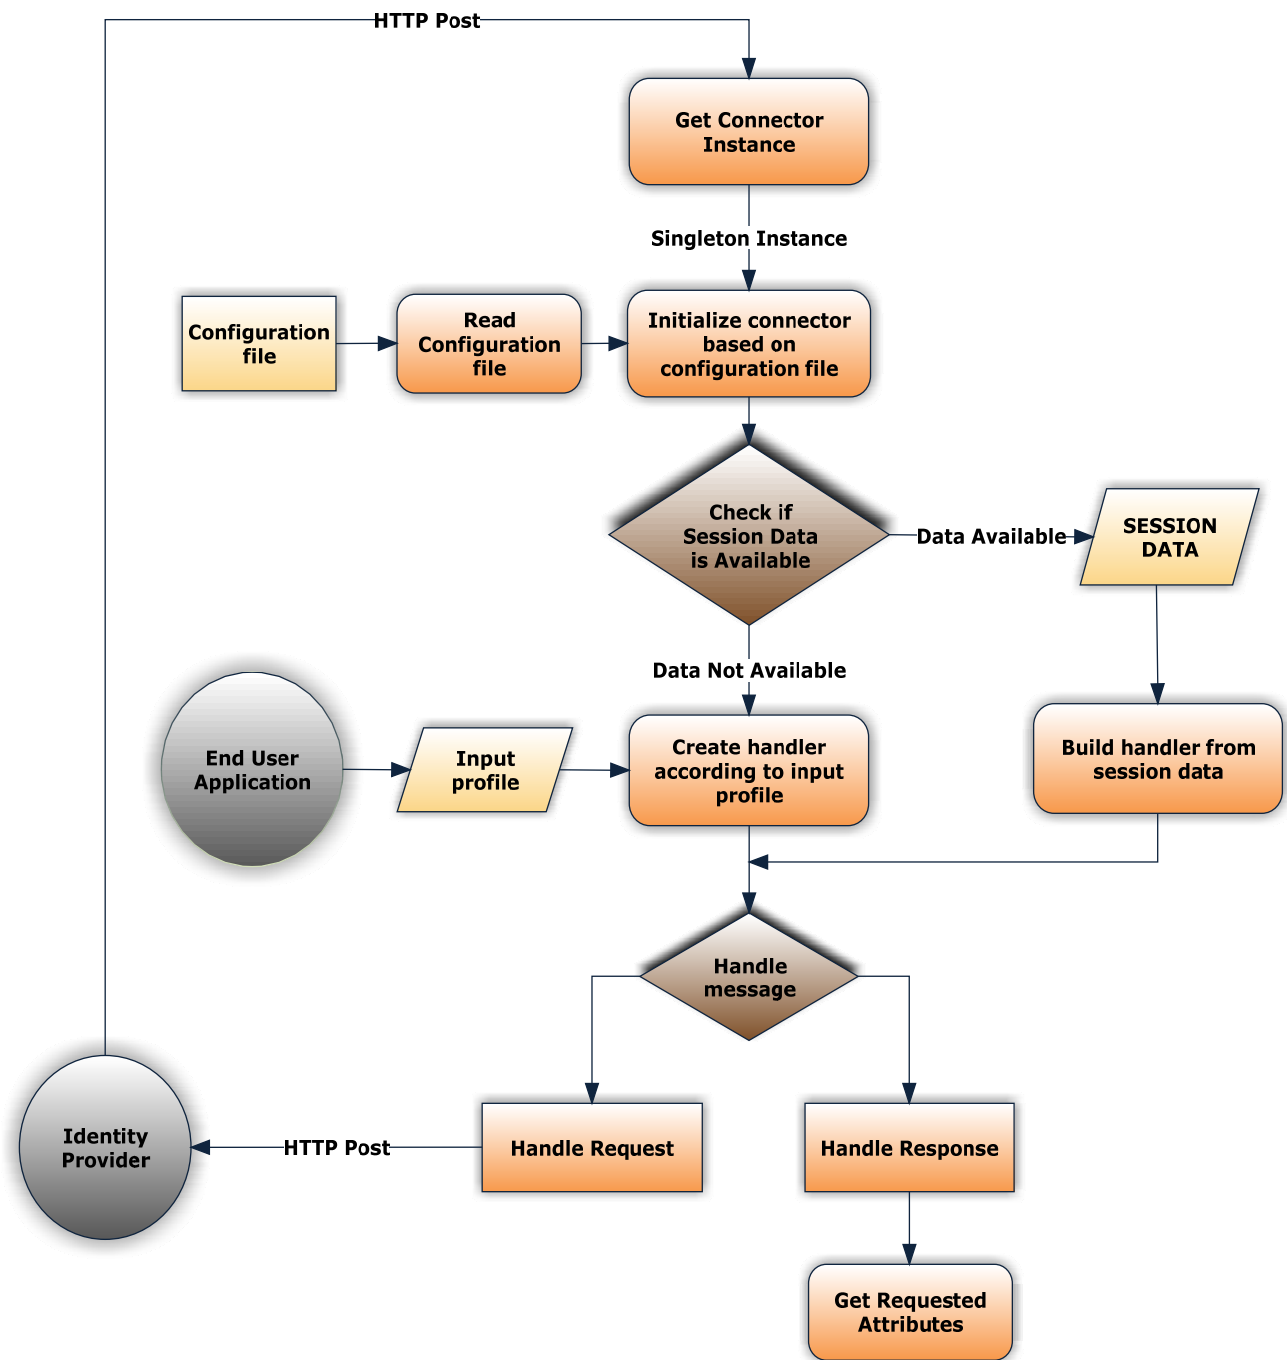 HTTP Post
Get Connector
Instance
Singleton Instance
Configuration
file
Read
Configuration
file
Initialize connector
based on
configuration file
Check if
Session Data
is Available
Data Available
SESSION
DATA
Data Not Available
End User
Application
Input
profile
Create handler
according to input
profile
Build handler from
session data
Handle
message
Identity
Provider
HTTP Post
Handle Request
Handle Response
Get Requested
Attributes